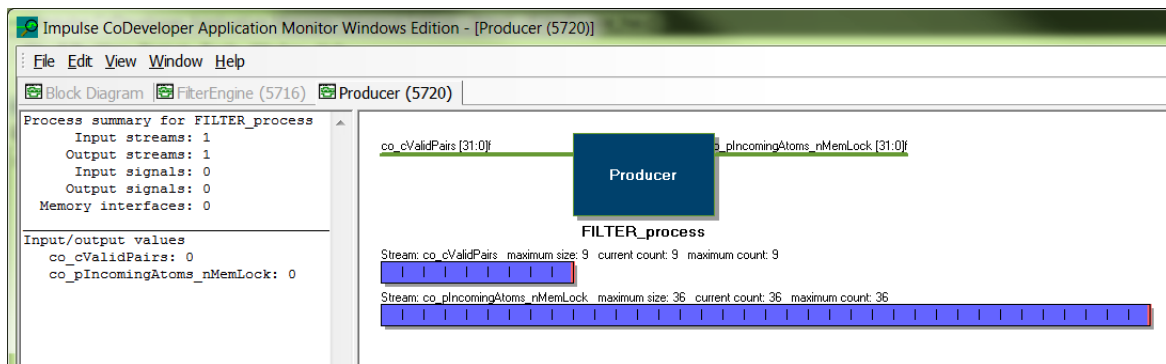 Impulse CoDeveloper Application Monitor Windows Edition - [Producer (5720)]
File Edit View Window Help
Block Diagram FilterEngine (5716) Producer (5720)
Process summary for FILTER_process
Input streams: 1
Output streams: 1
Input signals: 0
Output signals: 0
Memory interfaces: 0
Input/output values
co_cValidPairs: 0
co_pIncomingAtoms_nMemLock: 0
co_cValidPairs [31:0]f
o_pIncomingAtoms_nMemLock [31:0]f
Producer
FILTER_process
Stream: co_cValidPairs maximum size: 9 current count: 9 maximum count: 9
Stream: co_pIncomingAtoms_nMemLock maximum size: 36 current count: 36 maximum count: 36